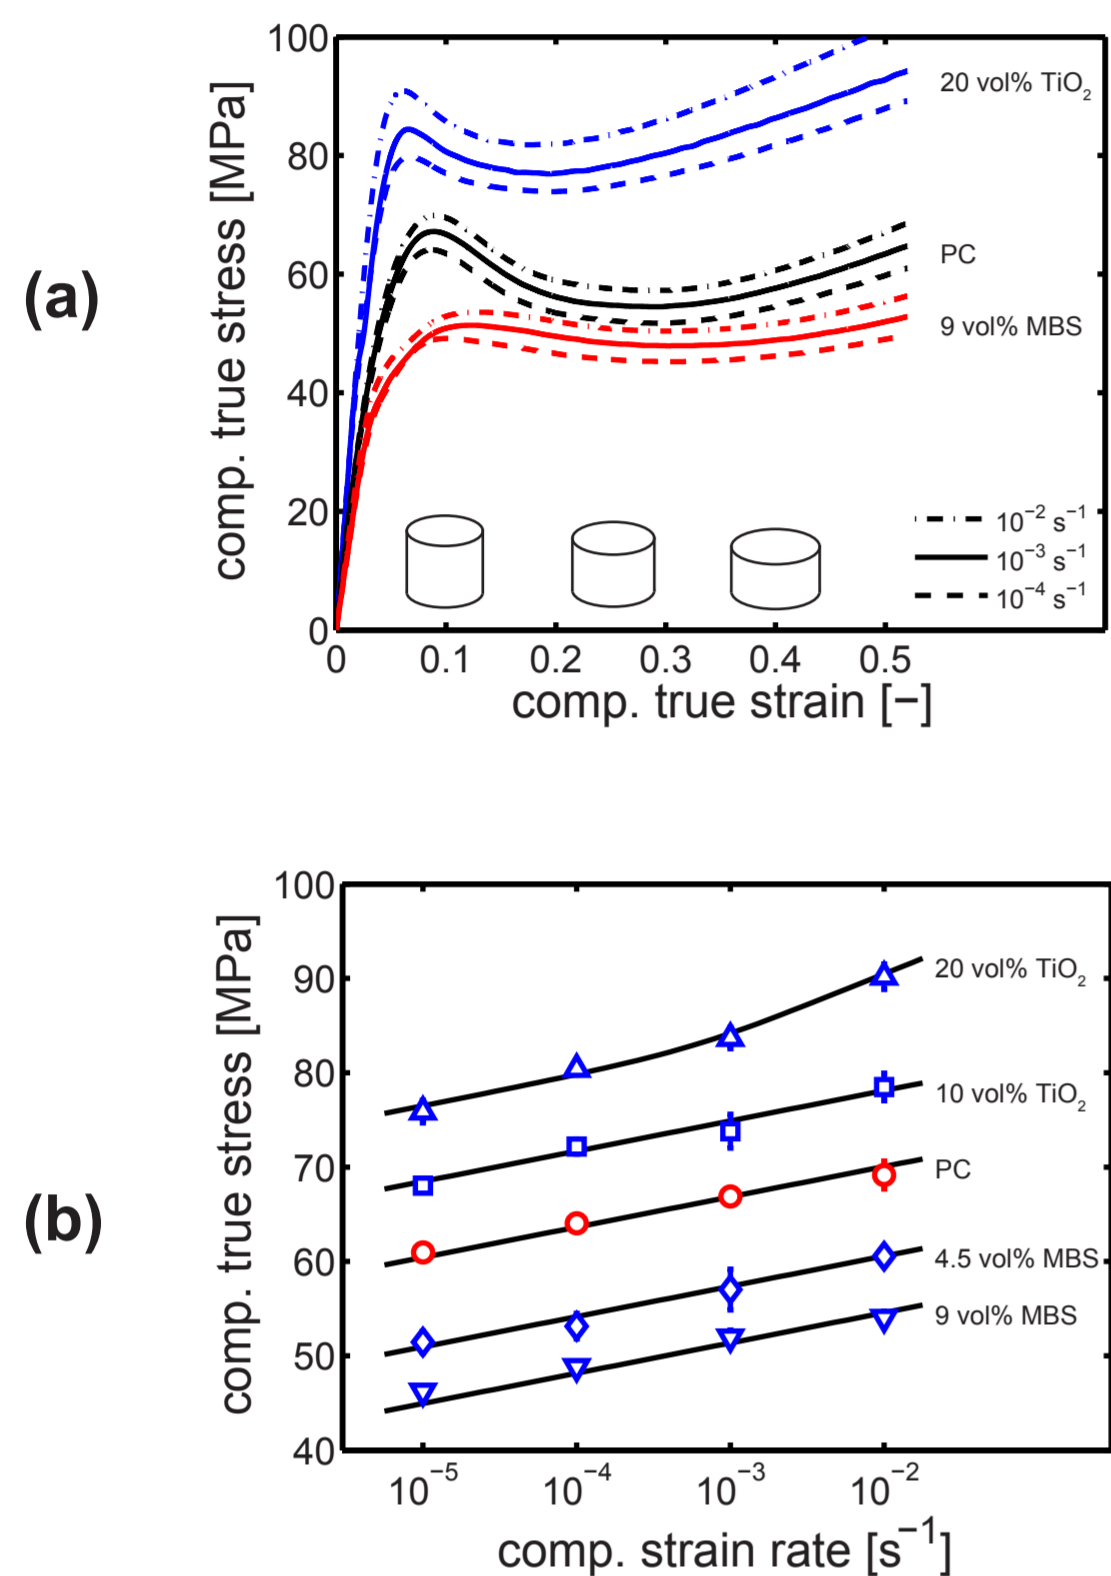 (a)
comp. true stress [MPa]
100
80
60
40
20
0
20 vol% TiO₂
PC
9 vol% MBS
10⁻² s⁻¹
10⁻³ s⁻¹
10⁻⁴ s⁻¹
0 0.1 0.2 0.3 0.4 0.5
comp. true strain [−]
(b)
comp. true stress [MPa]
100
90
80
70
60
50
40
20 vol% TiO₂
10 vol% TiO₂
PC
4.5 vol% MBS
9 vol% MBS
10⁻⁵ 10⁻⁴ 10⁻³ 10⁻²
comp. strain rate [s⁻¹]